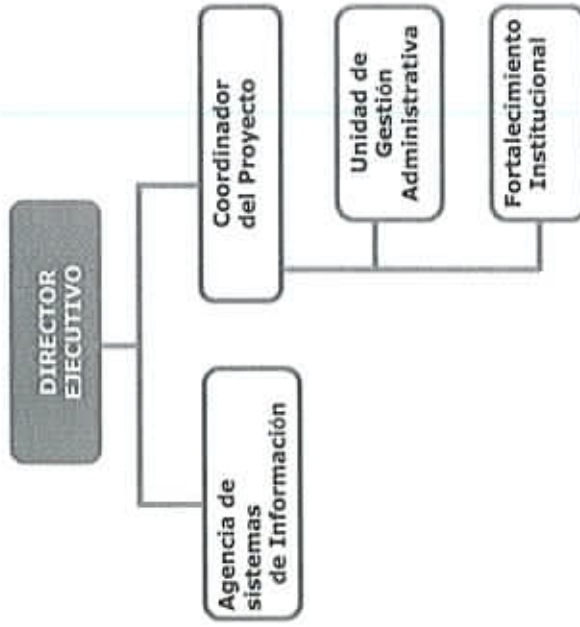 DIRECTOR
EJECUTIVO
Agencia de
sistemas
de Información
Coordinador
del Proyecto
Unidad de
Gestión
Administrativa
Fortalecimiento
Institucional